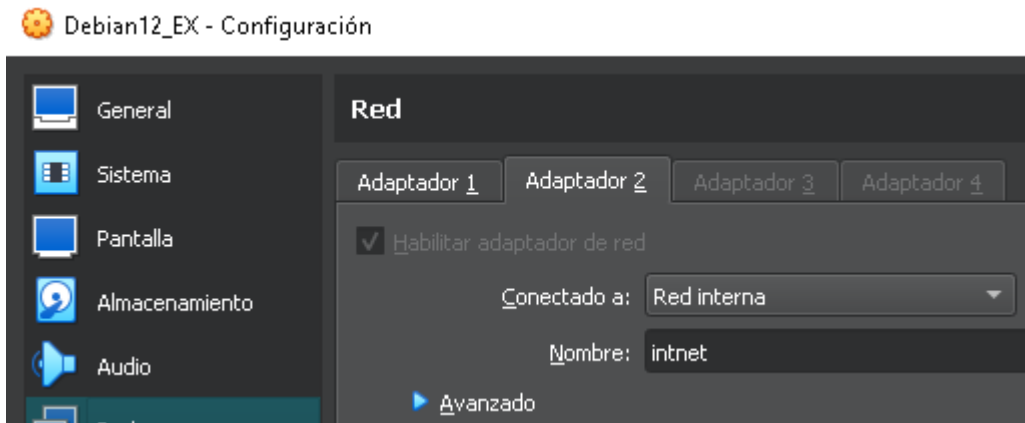 Debian12_EX - Configuración
General
Sistema
Pantalla
Almacenamiento
Audio
Red
Adaptador 1 Adaptador 2 Adaptador 3 Adaptador 4
Habilitar adaptador de red
Conectado a: Red interna
Nombre: intnet
Avanzado